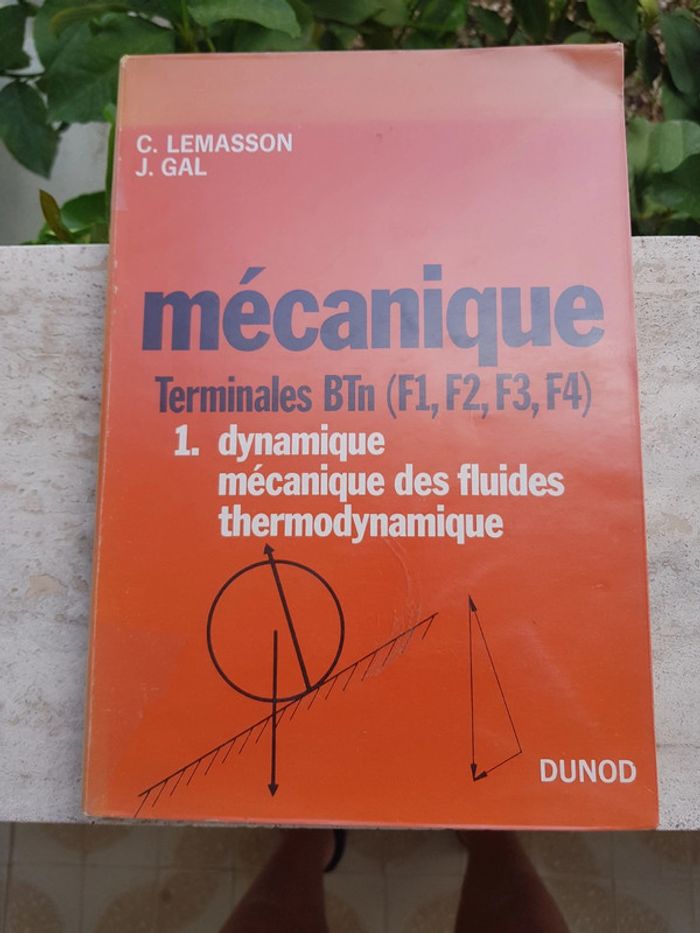 C. LEMASSON
J. GAL
mécanique
Terminales BTn (F1, F2, F3, F4)
1. dynamique
mécanique des fluides
thermodynamique
DUNOD